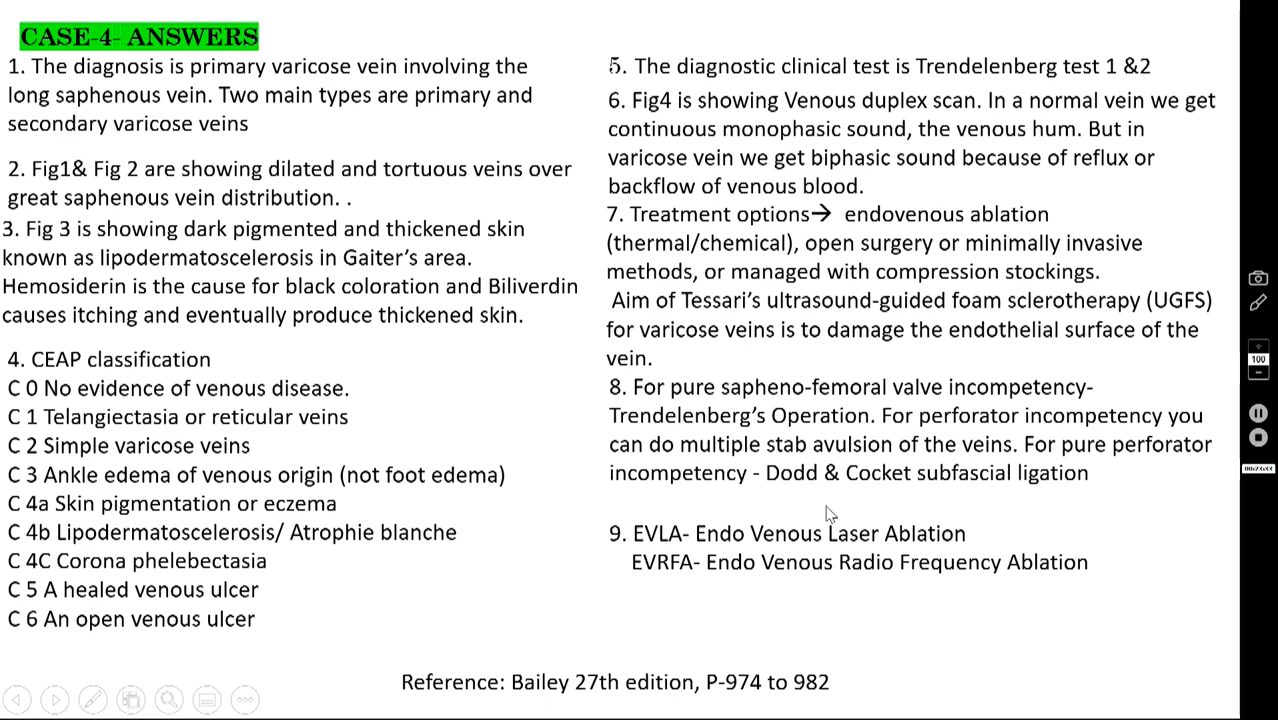 CASE-4- ANSWERS
1. The diagnosis is primary varicose vein involving the
long saphenous vein. Two main types are primary and
secondary varicose veins
2. Fig1& Fig 2 are showing dilated and tortuous veins over
great saphenous vein distribution. .
3. Fig 3 is showing dark pigmented and thickened skin
known as lipodermatoscelerosis in Gaiter’s area.
Hemosiderin is the cause for black coloration and Biliverdin
causes itching and eventually produce thickened skin.
4. CEAP classification
C 0 No evidence of venous disease.
C 1 Telangiectasia or reticular veins
C 2 Simple varicose veins
C 3 Ankle edema of venous origin (not foot edema)
C 4a Skin pigmentation or eczema
C 4b Lipodermatoscelerosis/ Atrophie blanche
C 4C Corona phelebectasia
C 5 A healed venous ulcer
C 6 An open venous ulcer
5. The diagnostic clinical test is Trendelenberg test 1 &2
6. Fig4 is showing Venous duplex scan. In a normal vein we get
continuous monophasic sound, the venous hum. But in
varicose vein we get biphasic sound because of reflux or
backflow of venous blood.
7. Treatment options→ endovenous ablation
(thermal/chemical), open surgery or minimally invasive
methods, or managed with compression stockings.
Aim of Tessari’s ultrasound-guided foam sclerotherapy (UGFS)
for varicose veins is to damage the endothelial surface of the
vein.
8. For pure sapheno-femoral valve incompetency-
Trendelenberg’s Operation. For perforator incompetency you
can do multiple stab avulsion of the veins. For pure perforator
incompetency - Dodd & Cocket subfascial ligation
9. EVLA- Endo Venous Laser Ablation
EVRFA- Endo Venous Radio Frequency Ablation
Reference: Bailey 27th edition, P-974 to 982
100